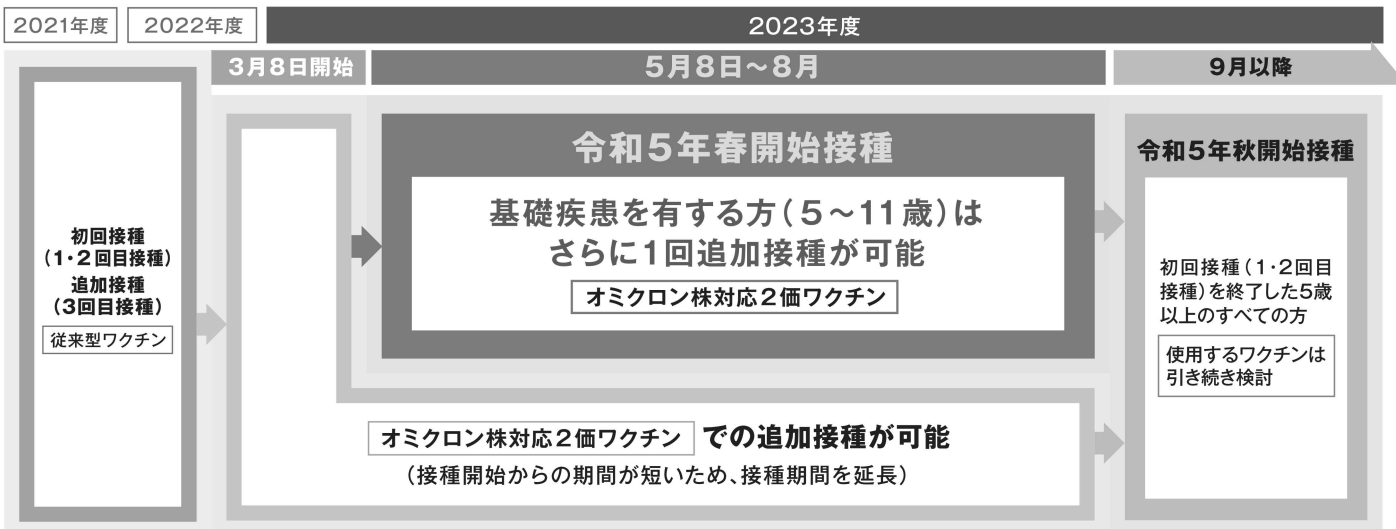 2021年度
2022年度
2023年度
3月8日開始
5月8日～8月
9月以降
初回接種
(1・2回目接種)
追加接種
(3回目接種)
従来型ワクチン
令和5年春開始接種
基礎疾患を有する方(5～11歳)は
さらに1回追加接種が可能
オミクロン株対応2価ワクチン
オミクロン株対応2価ワクチン での追加接種が可能
(接種開始からの期間が短いため、接種期間を延長)
令和5年秋開始接種
初回接種(1・2回目
接種)を終了した5歳
以上のすべての方
使用するワクチンは
引き続き検討